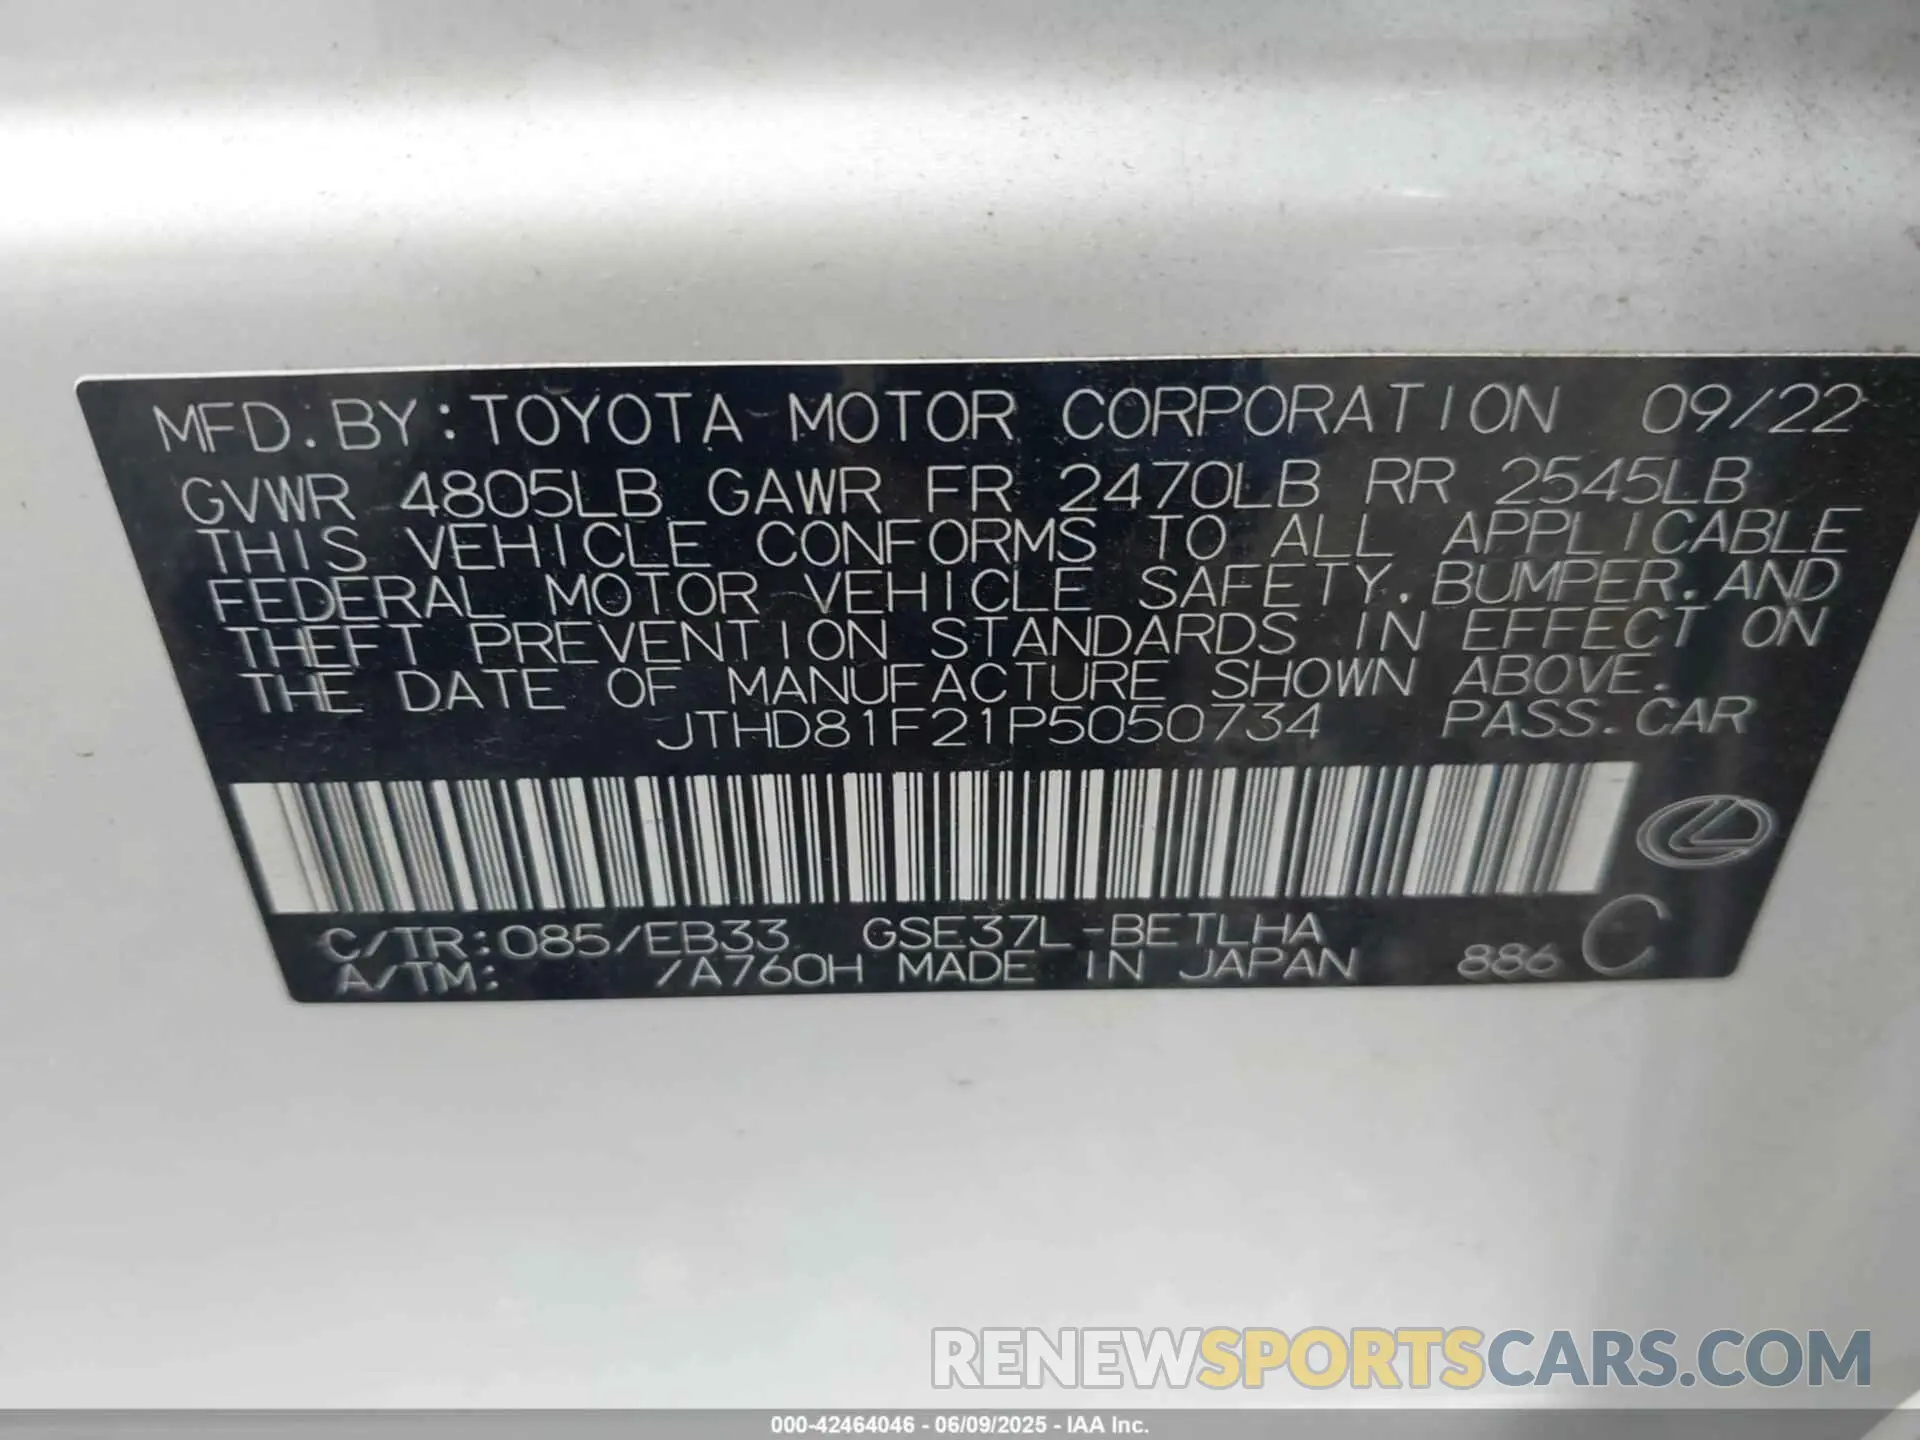 MFD. BY: TOYOTA MOTOR CORPORATION 09/22
GVWR 4805LB GAWR FR 2470LB RR 2545LB
THIS VEHICLE CONFORMS TO ALL APPLICABLE
FEDERAL MOTOR VEHICLE SAFETY, BUMPER, AND
THEFT PREVENTION STANDARDS IN EFFECT ON
THE DATE OF MANUFACTURE SHOWN ABOVE.
JTHD81F21P5050734 PASS. CAR
C/TR: 085/EB33 GSE37L-BETLHA
A/TM: /A760H MADE IN JAPAN 886 C
RENEWSPORTSCARS.COM
000-42464046 - 06/09/2025 - IAA Inc.